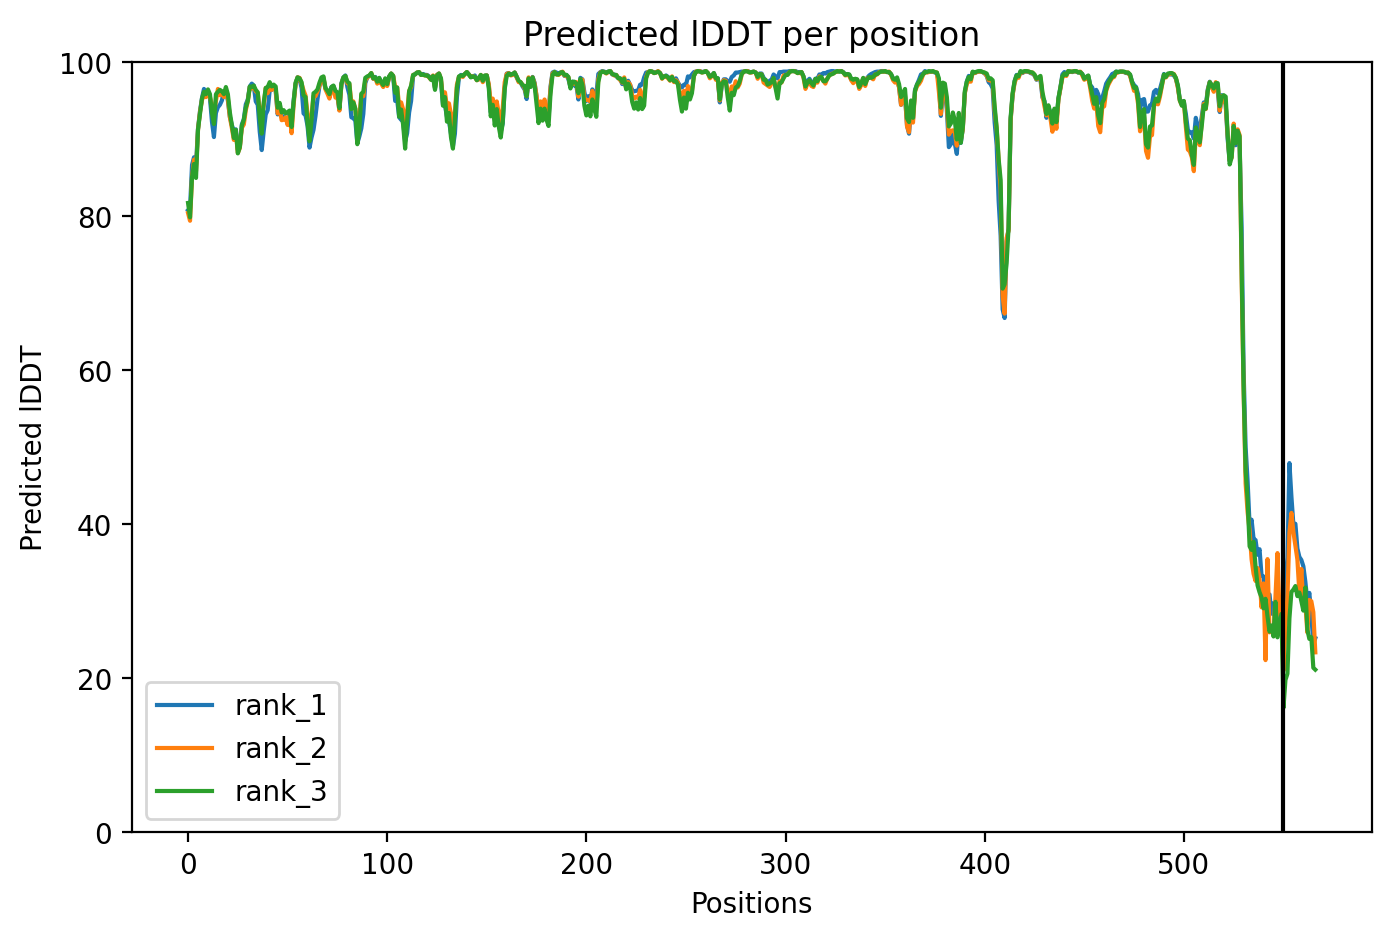 Predicted lDDT per position
100
80
60
40
20
0
Predicted lDDT
rank_1
rank_2
rank_3
0 100 200 300 400 500
Positions